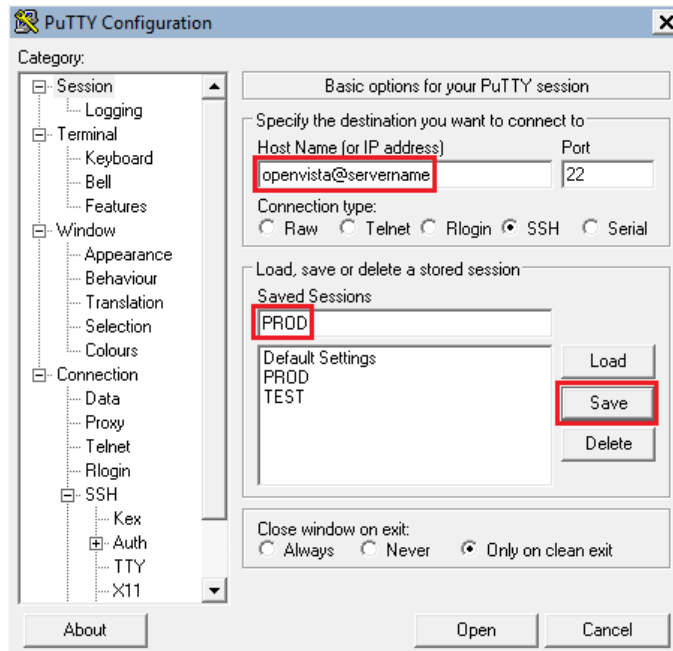 PuTTY Configuration
Category:
Session
Logging
Terminal
Keyboard
Bell
Features
Window
Appearance
Behaviour
Translation
Selection
Colours
Connection
Data
Proxy
Telnet
Rlogin
SSH
Kex
Auth
TTY
X11
Basic options for your PuTTY session
Specify the destination you want to connect to
Host Name (or IP address) Port
openvista@servername 22
Connection type:
Raw Telnet Rlogin SSH Serial
Load, save or delete a stored session
Saved Sessions
PROD
Default Settings
PROD
TEST
Load
Save
Delete
Close window on exit:
Always Never Only on clean exit
About Open Cancel